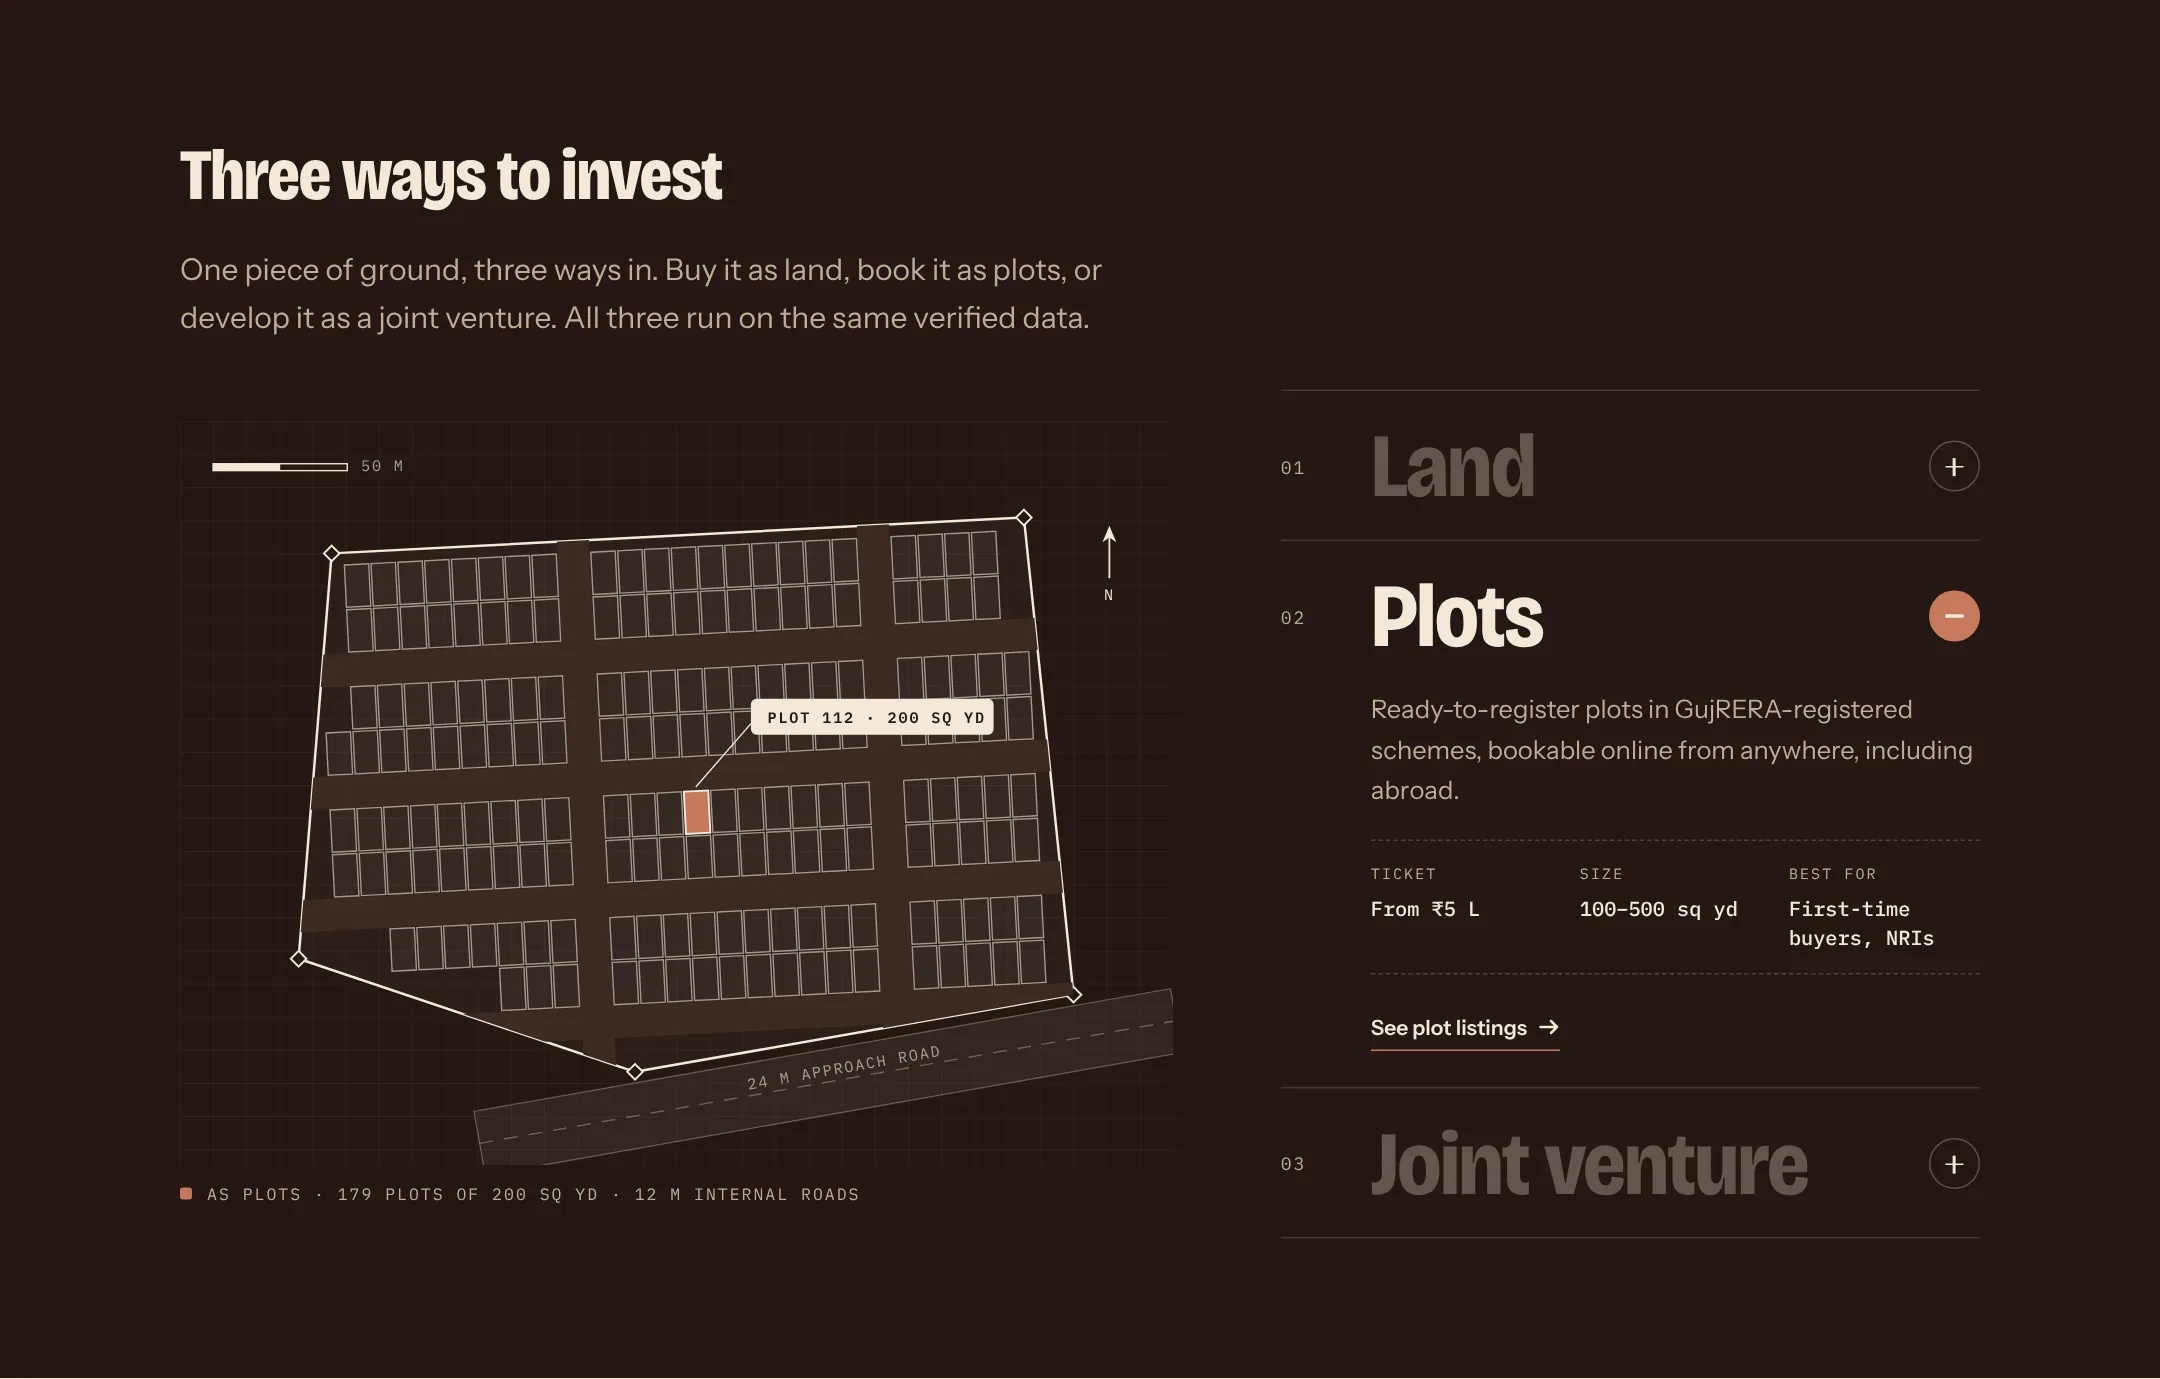 Three ways to invest
One piece of ground, three ways in. Buy it as land, book it as plots, or
develop it as a joint venture. All three run on the same verified data.
50 M
N
PLOT 112 · 200 SQ YD
24 M APPROACH ROAD
AS PLOTS · 179 PLOTS OF 200 SQ YD · 12 M INTERNAL ROADS
01
Land
02
Plots
Ready-to-register plots in GujRERA-registered
schemes, bookable online from anywhere, including
abroad.
TICKET
From ₹5 L
SIZE
100–500 sq yd
BEST FOR
First-time
buyers, NRIs
See plot listings →
03
Joint venture